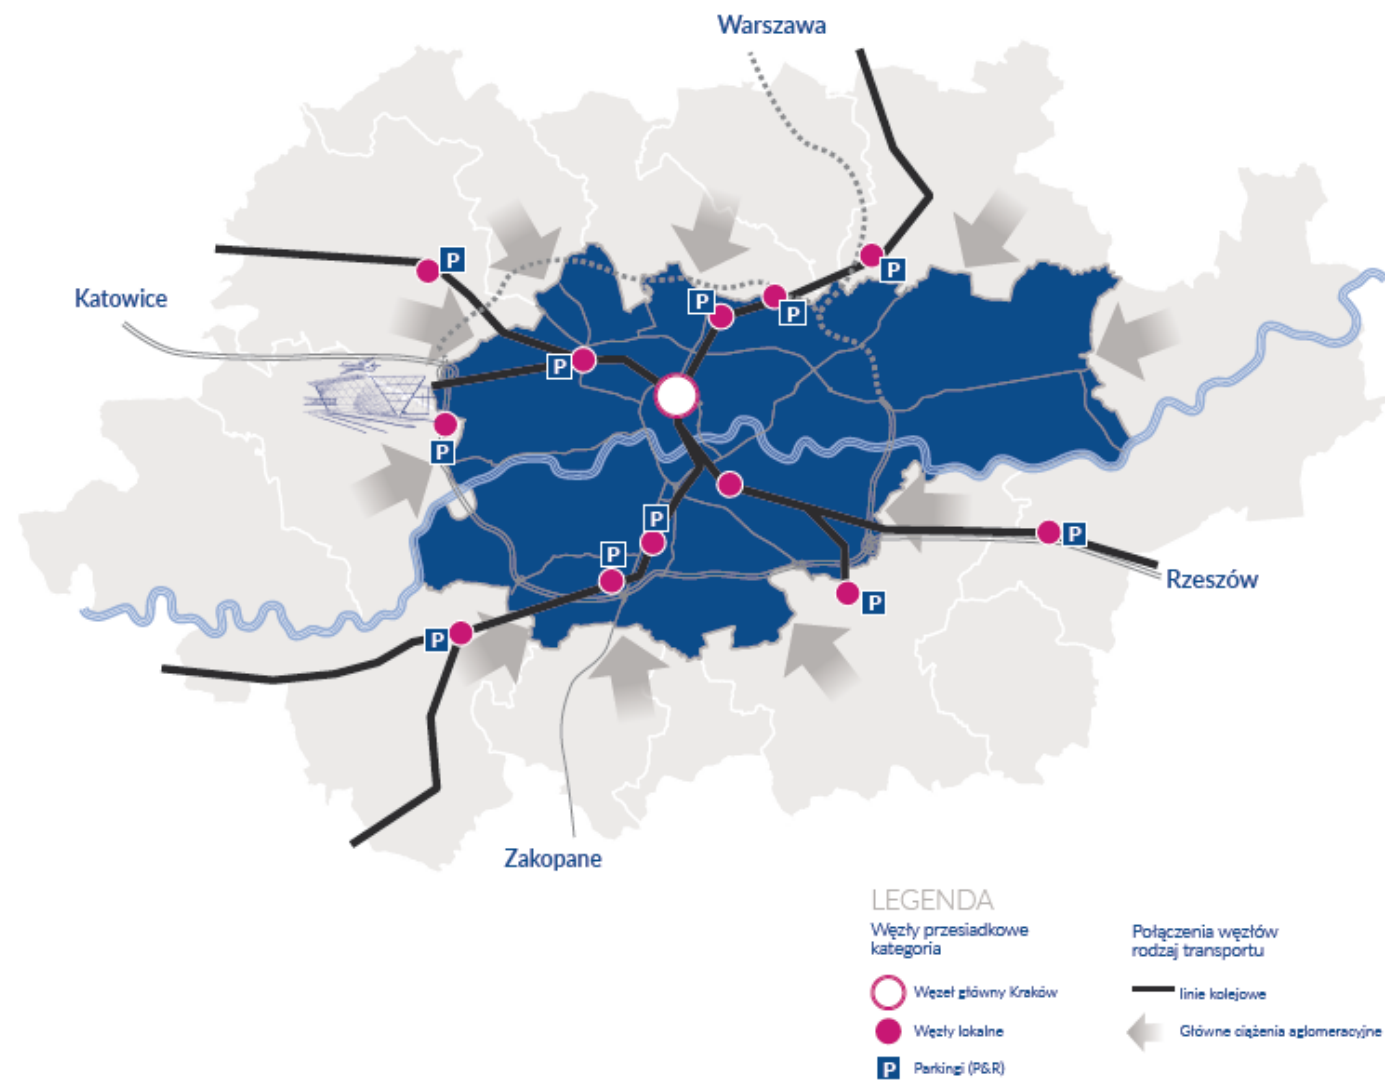 Warszawa
P
P
P
P
Katowice
P
P
P
P
P
Rzeszów
P
P
Zakopane
LEGENDA
Węzły przesiadkowe
kategoria
Węzeł główny Kraków
Węzły lokalne
P Parkingi (P&R)
Połączenia węzłów
rodzaj transportu
linie kolejowe
Główne ciążenia aglomeracyjne